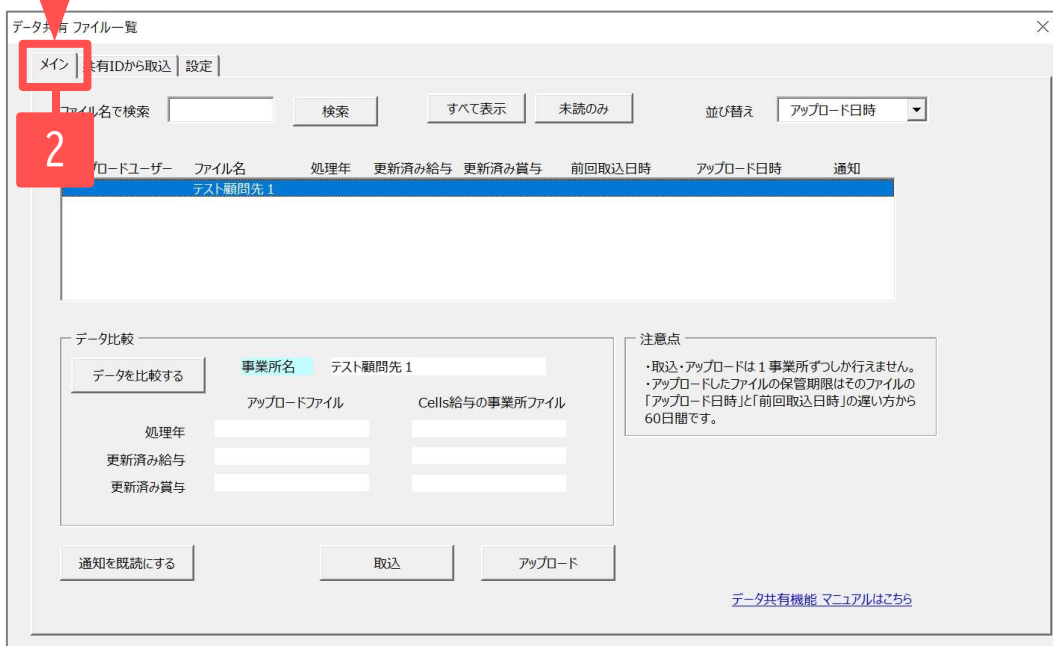 データ共有 ファイル一覧
メイン 共有IDから取込 設定
ファイル名で検索 検索 すべて表示 未読のみ 並び替え アップロード日時
2
プロードユーザー ファイル名 処理年 更新済み給与 更新済み賞与 前回取込日時 アップロード日時 通知
テスト顧問先1
データ比較
データを比較する 事業所名 テスト顧問先1
アップロードファイル Cells給与の事業所ファイル
処理年
更新済み給与
更新済み賞与
注意点
・取込・アップロードは1事業所ずつしか行えません。
・アップロードしたファイルの保管期限はそのファイルの
「アップロード日時」と「前回取込日時」の遅い方から
60日間です。
通知を既読にする 取込 アップロード
データ共有機能 マニュアルはこちら